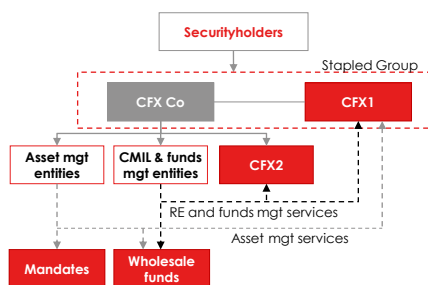 Securityholders
Stapled Group
CFX Co
CFX1
Asset mgt
entities
CMIL & funds
mgt entities
CFX2
RE and funds mgt services
Asset mgt services
Mandates
Wholesale
funds